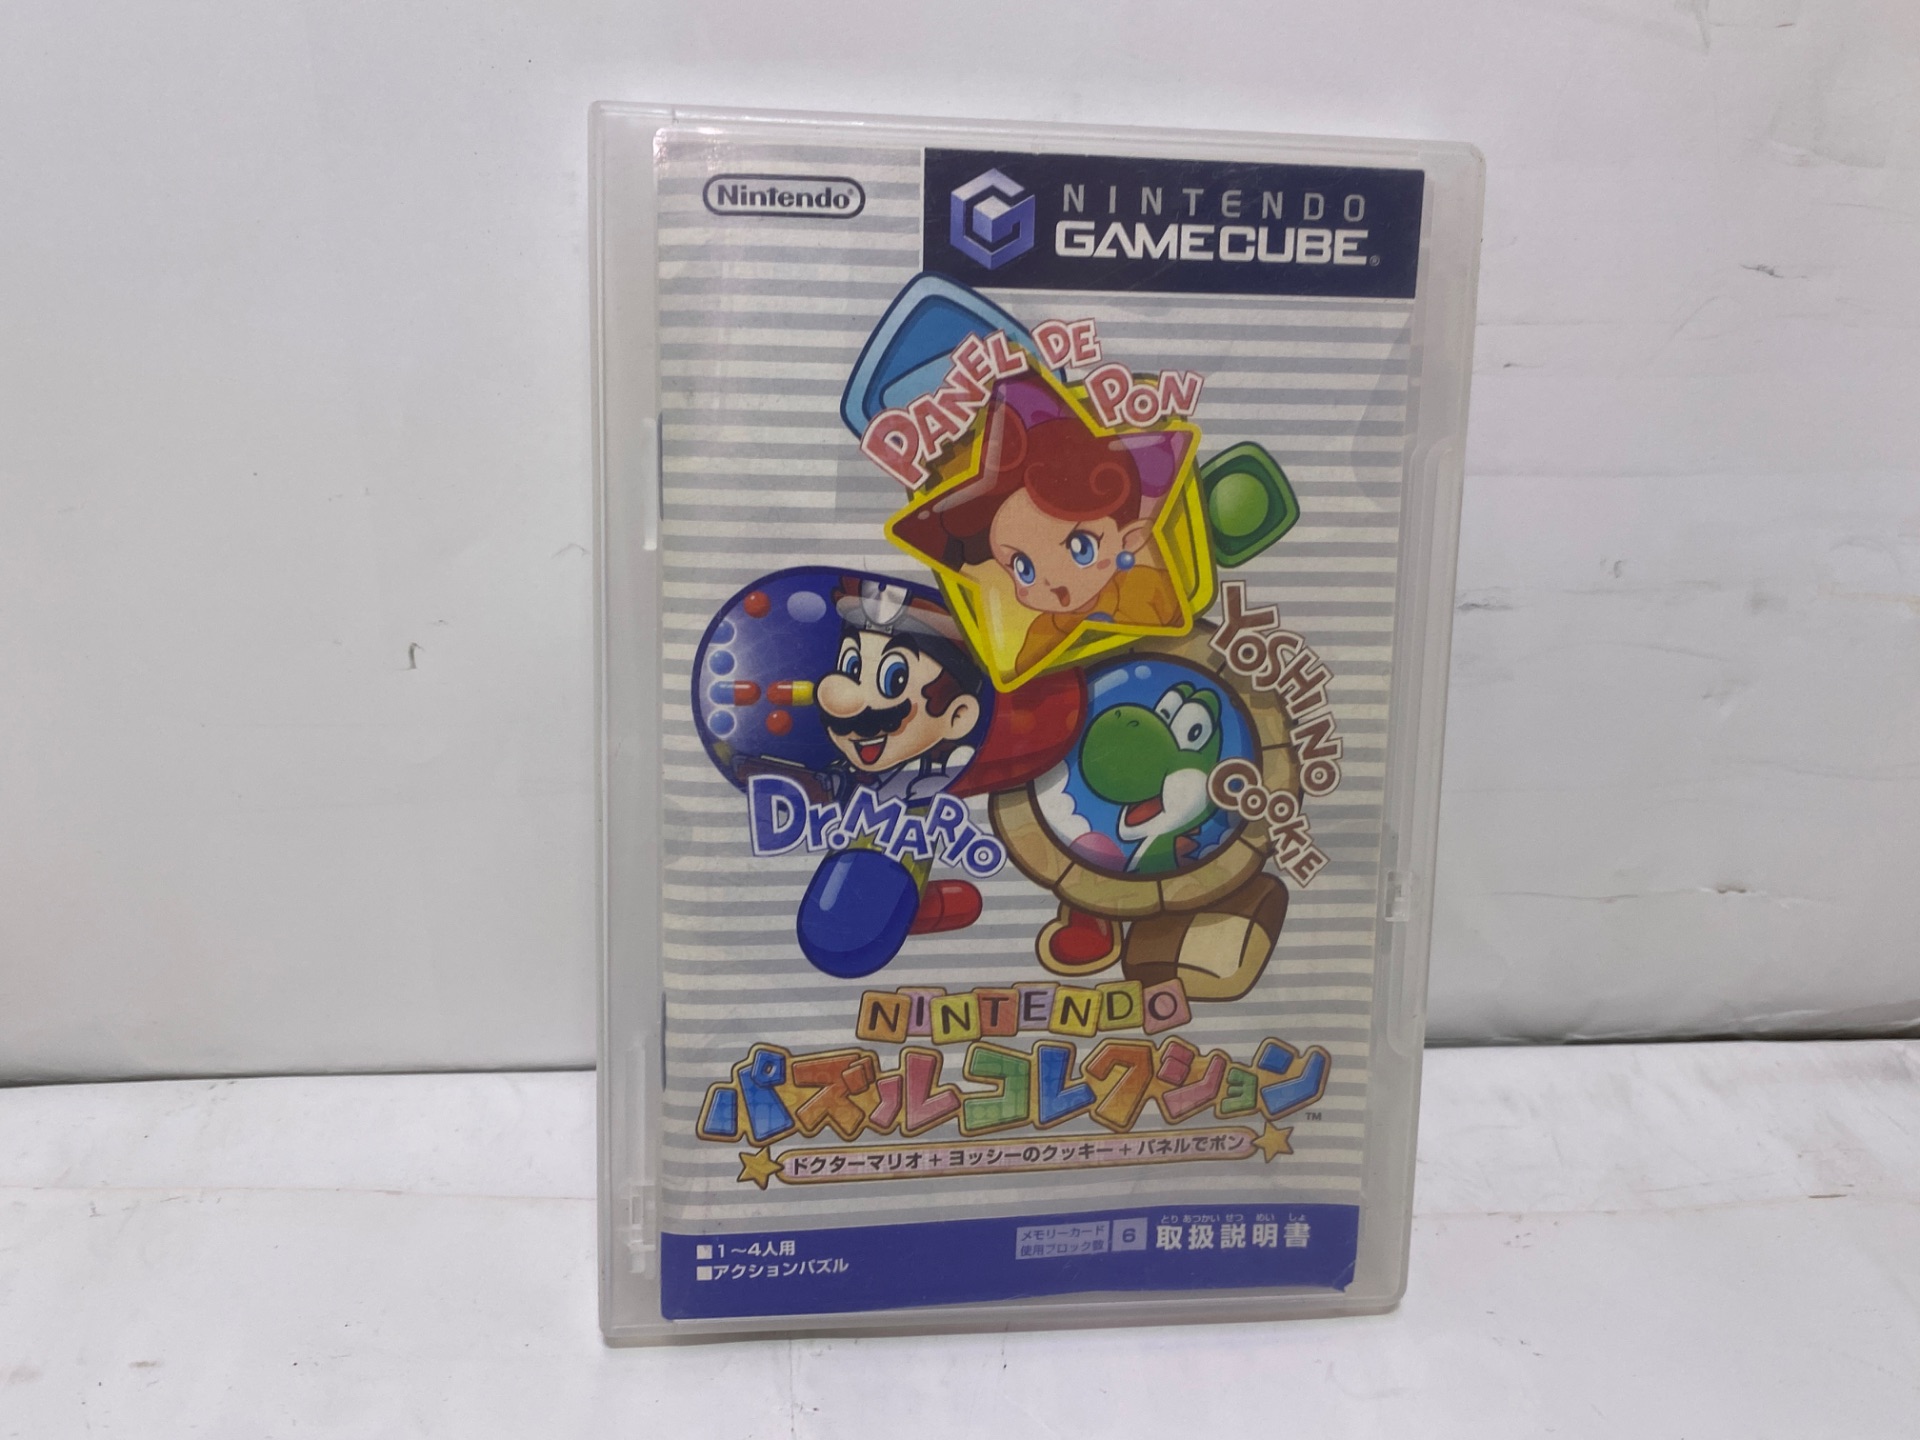 Nintendo®
NINTENDO
GAMECUBE®
PANEL DE
PON
YOSHI NO
COOKIE
Dr. MARIO
NINTENDO
パズルコレクション™
ドクターマリオ+ヨッシーのクッキー+パネルでポン
■1〜4人用
■アクションパズル
メモリーカード
使用ブロック数
6
とりあつかいせつめいしょ
取扱説明書